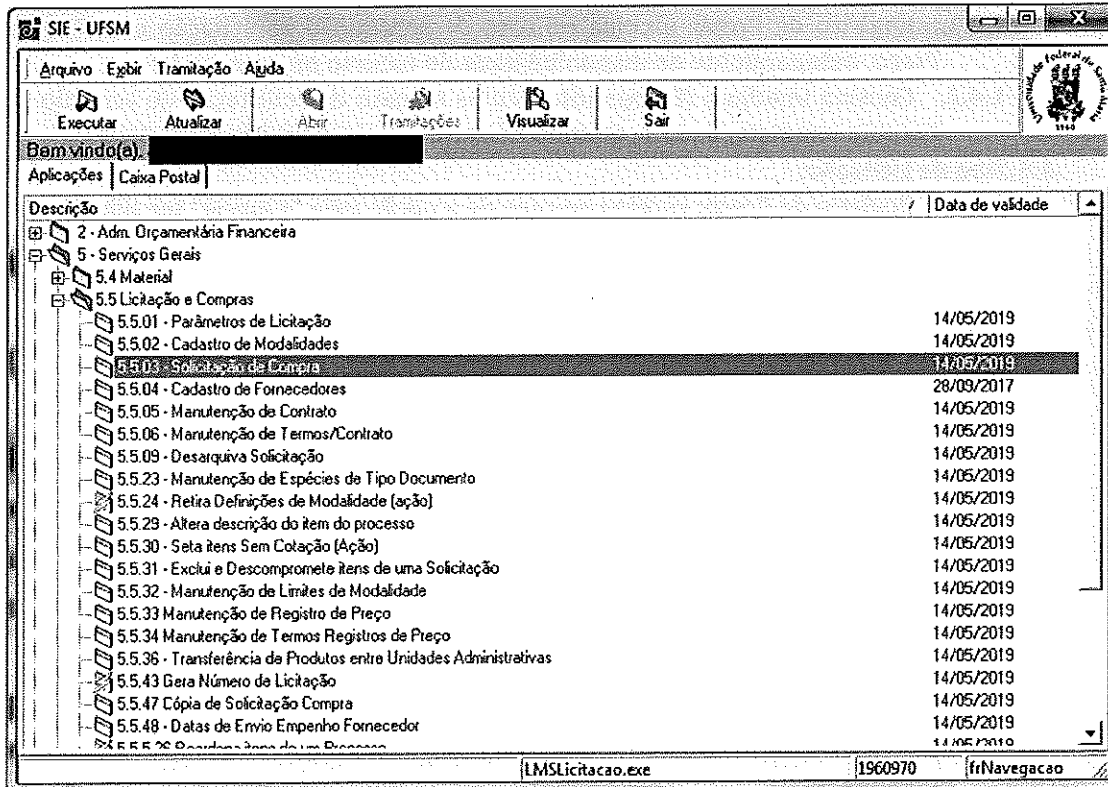 SIE - UFSM
Arquivo Exibir Tramitação Ajuda
Executar Atualizar Abrir Tramitações Visualizar Sair
Universidade Federal de Santa Maria
1960
Bem vindo(a)
Aplicações Caixa Postal
Descrição / Data de validade
2 - Adm. Orçamentária Financeira
5 - Serviços Gerais
5.4 Material
5.5 Licitação e Compras
5.5.01 - Parâmetros de Licitação 14/05/2019
5.5.02 - Cadastro de Modalidades 14/05/2019
5.5.03 - Solicitação de Compra 14/05/2019
5.5.04 - Cadastro de Fornecedores 28/09/2017
5.5.05 - Manutenção de Contrato 14/05/2019
5.5.06 - Manutenção de Termos/Contrato 14/05/2019
5.5.09 - Desarquiva Solicitação 14/05/2019
5.5.23 - Manutenção de Espécies de Tipo Documento 14/05/2019
5.5.24 - Retira Definições de Modalidade (ação) 14/05/2019
5.5.29 - Altera descrição do item do processo 14/05/2019
5.5.30 - Seta itens Sem Cotação (Ação) 14/05/2019
5.5.31 - Exclui e Descompromete itens de uma Solicitação 14/05/2019
5.5.32 - Manutenção de Limites de Modalidade 14/05/2019
5.5.33 Manutenção de Registro de Preço 14/05/2019
5.5.34 Manutenção de Termos Registros de Preço 14/05/2019
5.5.36 - Transferência de Produtos entre Unidades Administrativas 14/05/2019
5.5.43 Gera Número de Licitação 14/05/2019
5.5.47 Cópia de Solicitação Compra 14/05/2019
5.5.48 - Datas de Envio Empenho Fornecedor 14/05/2019
14/05/2019
LMSLicitacao.exe 1960970 frNavegacao